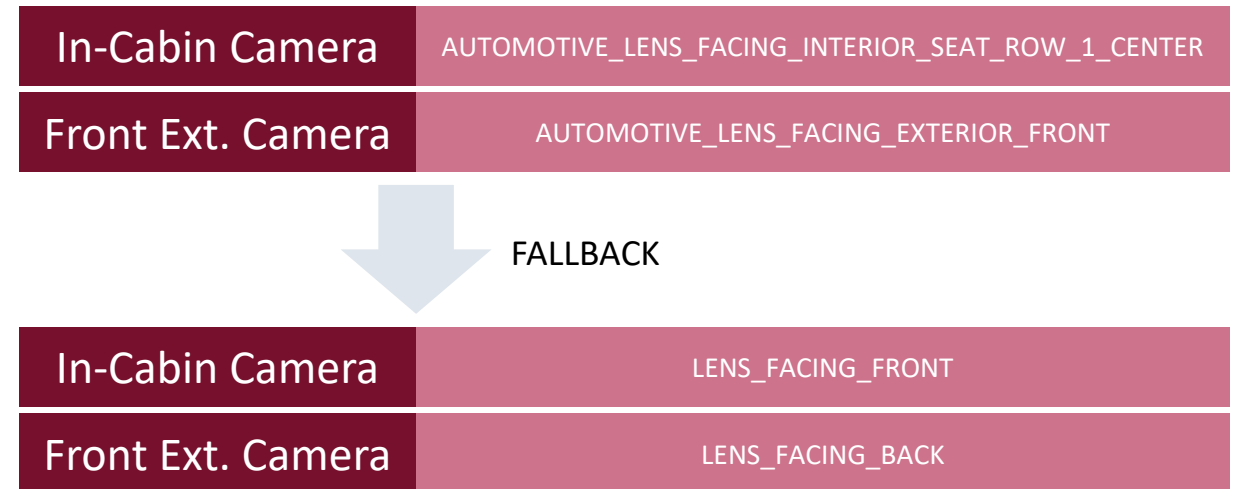 In-Cabin Camera
AUTOMOTIVE_LENS_FACING_INTERIOR_SEAT_ROW_1_CENTER
Front Ext. Camera
AUTOMOTIVE_LENS_FACING_EXTERIOR_FRONT
FALLBACK
In-Cabin Camera
LENS_FACING_FRONT
Front Ext. Camera
LENS_FACING_BACK